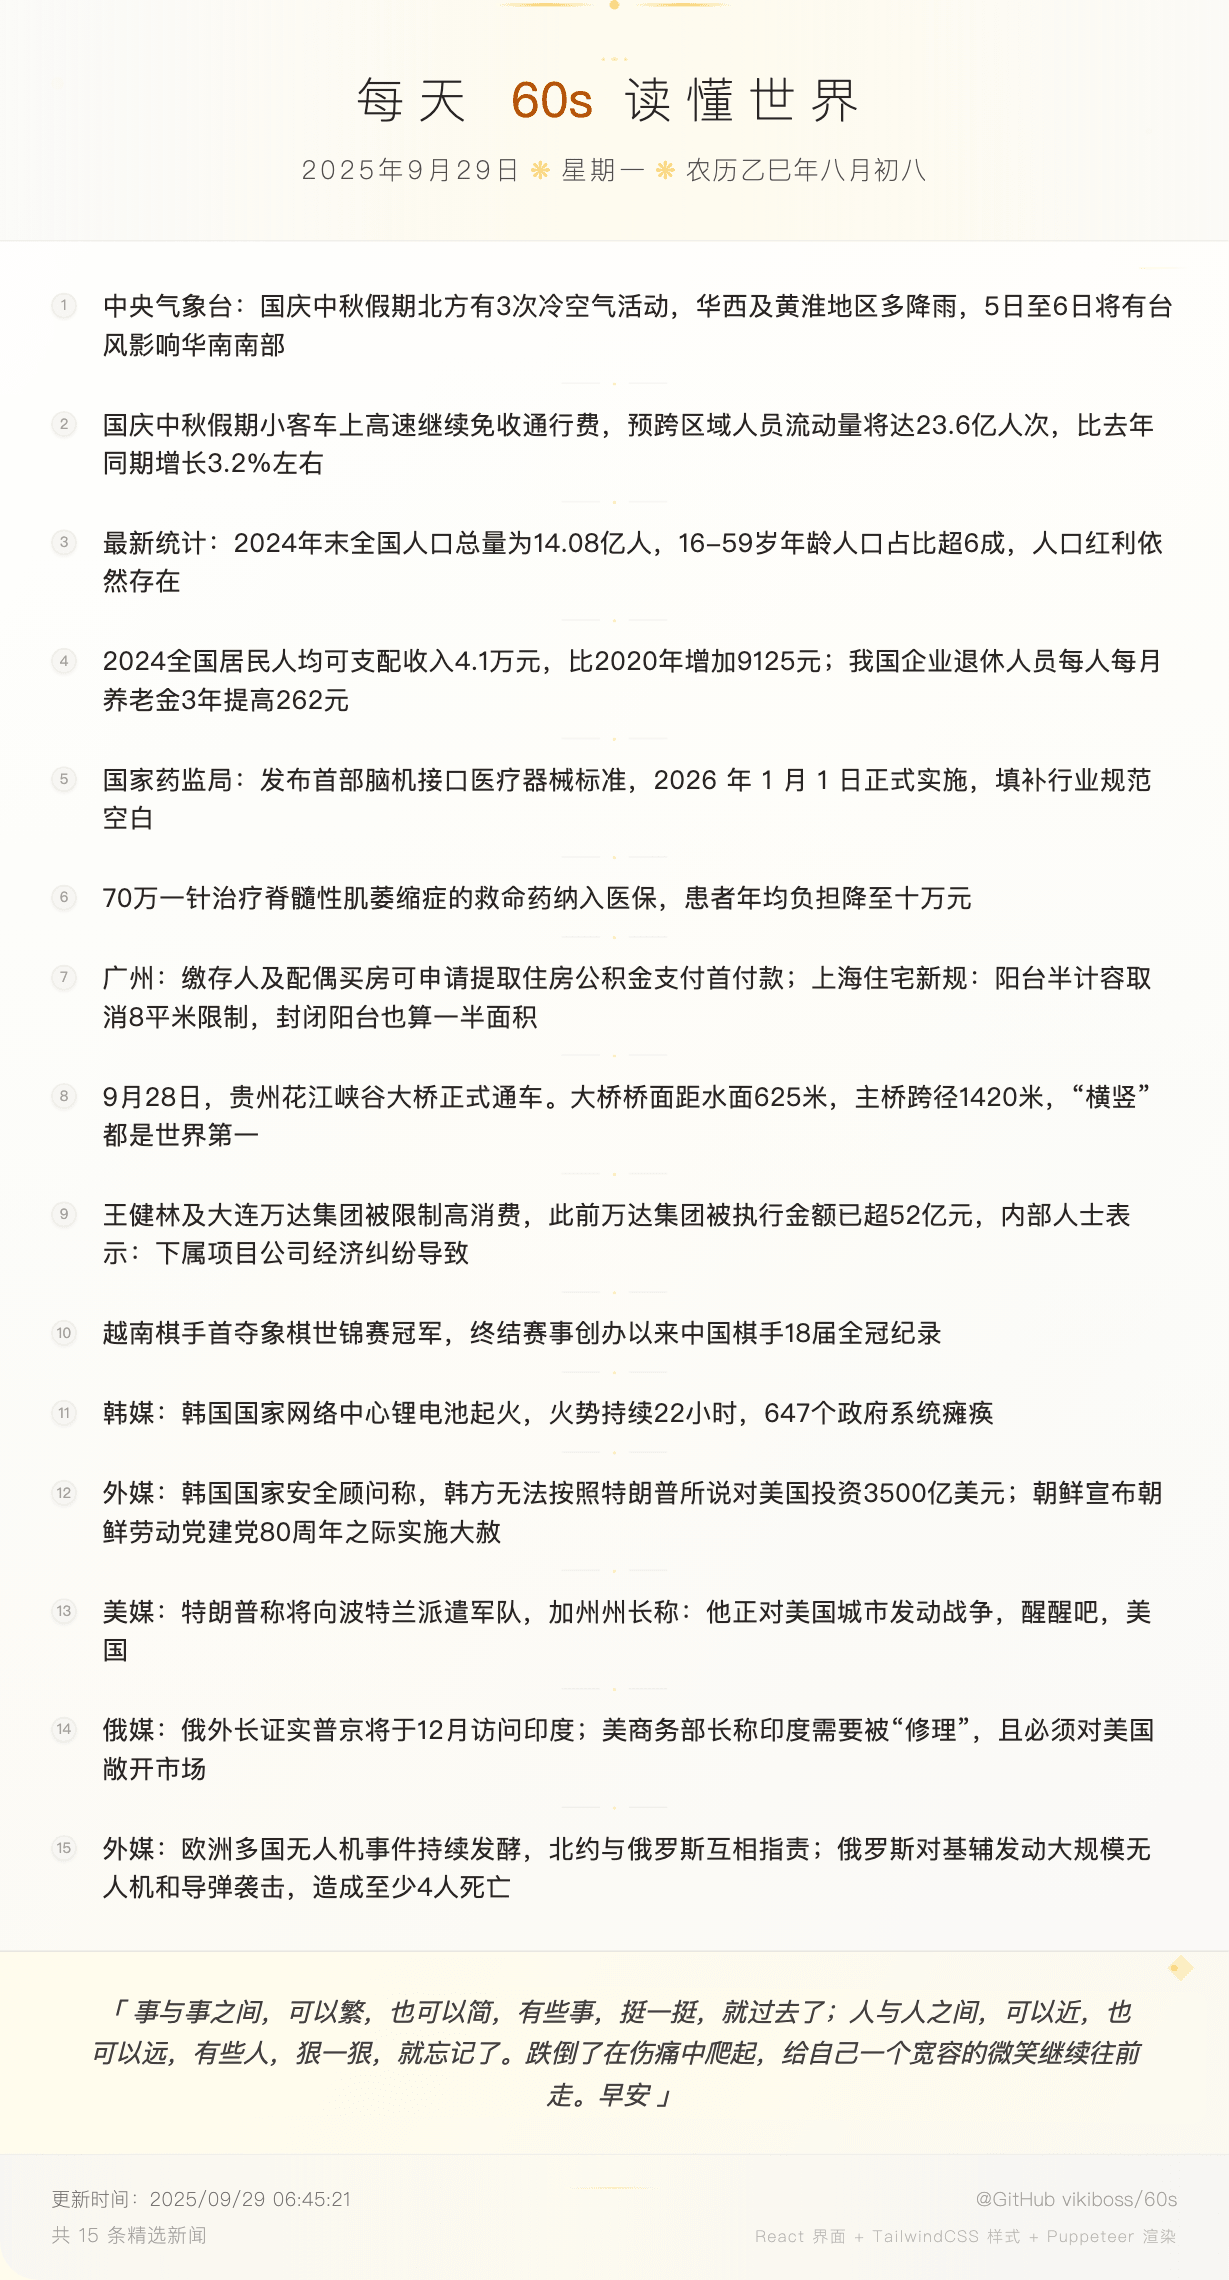 每天 60s 读懂世界
2025年9月29日 ❋ 星期一 ❋ 农历乙巳年八月初八
1 中央气象台：国庆中秋假期北方有3次冷空气活动，华西及黄淮地区多降雨，5日至6日将有台
风影响华南南部
2 国庆中秋假期小客车上高速继续免收通行费，预跨区域人员流动量将达23.6亿人次，比去年
同期增长3.2%左右
3 最新统计：2024年末全国人口总量为14.08亿人，16-59岁年龄人口占比超6成，人口红利依
然存在
4 2024全国居民人均可支配收入4.1万元，比2020年增加9125元；我国企业退休人员每人每月
养老金3年提高262元
5 国家药监局：发布首部脑机接口医疗器械标准，2026 年 1 月 1 日正式实施，填补行业规范
空白
6 70万一针治疗脊髓性肌萎缩症的救命药纳入医保，患者年均负担降至十万元
7 广州：缴存人及配偶买房可申请提取住房公积金支付首付款；上海住宅新规：阳台半计容取
消8平米限制，封闭阳台也算一半面积
8 9月28日，贵州花江峡谷大桥正式通车。大桥桥面距水面625米，主桥跨径1420米，“横竖”
都是世界第一
9 王健林及大连万达集团被限制高消费，此前万达集团被执行金额已超52亿元，内部人士表
示：下属项目公司经济纠纷导致
10 越南棋手首夺象棋世锦赛冠军，终结赛事创办以来中国棋手18届全冠纪录
11 韩媒：韩国国家网络中心锂电池起火，火势持续22小时，647个政府系统瘫痪
12 外媒：韩国国家安全顾问称，韩方无法按照特朗普所说对美国投资3500亿美元；朝鲜宣布朝
鲜劳动党建党80周年之际实施大赦
13 美媒：特朗普称将向波特兰派遣军队，加州州长称：他正对美国城市发动战争，醒醒吧，美
国
14 俄媒：俄外长证实普京将于12月访问印度；美商务部长称印度需要被“修理”，且必须对美国
敞开市场
15 外媒：欧洲多国无人机事件持续发酵，北约与俄罗斯互相指责；俄罗斯对基辅发动大规模无
人机和导弹袭击，造成至少4人死亡
「 事与事之间，可以繁，也可以简，有些事，挺一挺，就过去了；人与人之间，可以近，也
可以远，有些人，狠一狠，就忘记了。跌倒了在伤痛中爬起，给自己一个宽容的微笑继续往前
走。早安 」
更新时间：2025/09/29 06:45:21
@GitHub vikiboss/60s
共 15 条精选新闻
React 界面 + TailwindCSS 样式 + Puppeteer 渲染